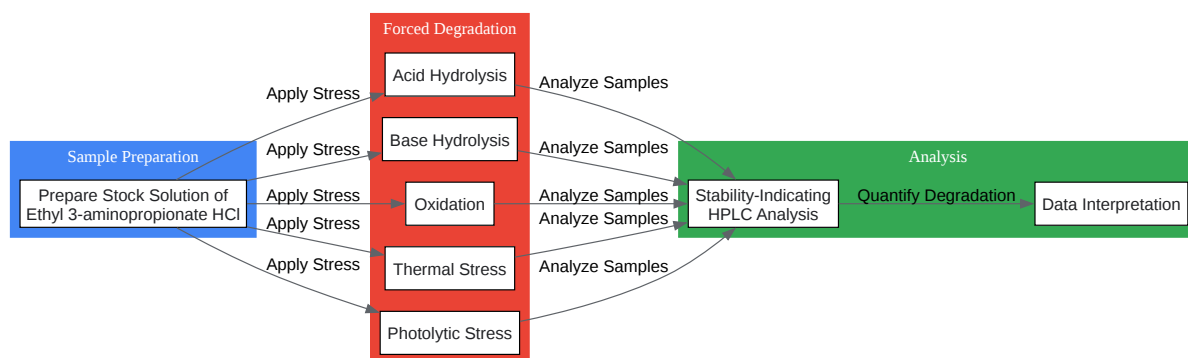 Forced Degradation
Acid Hydrolysis
Analyze Samples
Apply Stress
Base Hydrolysis
Analyze Samples
Apply Stress
Sample Preparation
Analysis
Prepare Stock Solution of
Ethyl 3-aminopropionate HCl
Apply Stress
Oxidation
Analyze Samples
Stability-Indicating
HPLC Analysis
Quantify Degradation
Data Interpretation
Apply Stress
Analyze Samples
Thermal Stress
Apply Stress
Analyze Samples
Photolytic Stress